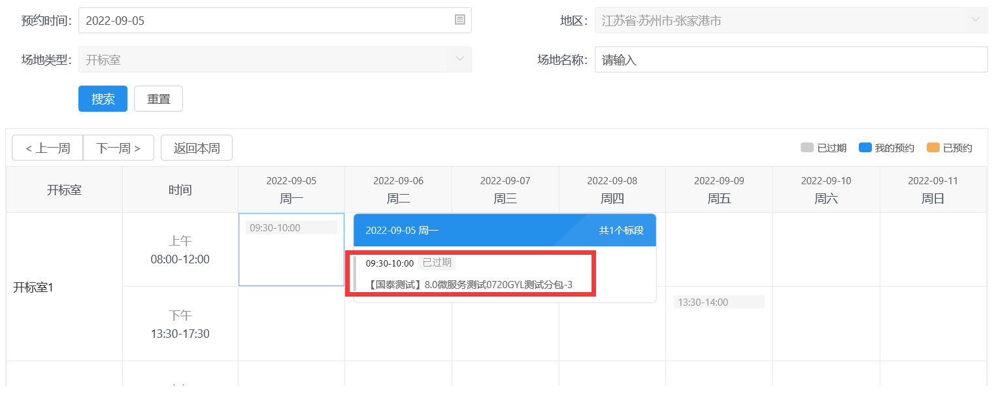 预约时间： 2022-09-05 地区： 江苏省·苏州市·张家港市
场地类型： 开标室 场地名称： 请输入
搜索 重置
< 上一周 下一周 > 返回本周 已过期 我的预约 已预约
开标室 时间 2022-09-05 周一 2022-09-06 周二 2022-09-07 周三 2022-09-08 周四 2022-09-09 周五 2022-09-10 周六 2022-09-11 周日
开标室1
上午
08:00-12:00
09:30-10:00
2022-09-05 周一 共1个标段
09:30-10:00 已过期
【国泰测试】8.0微服务测试0720GYL测试分包-3
下午
13:30-17:30
13:30-14:00